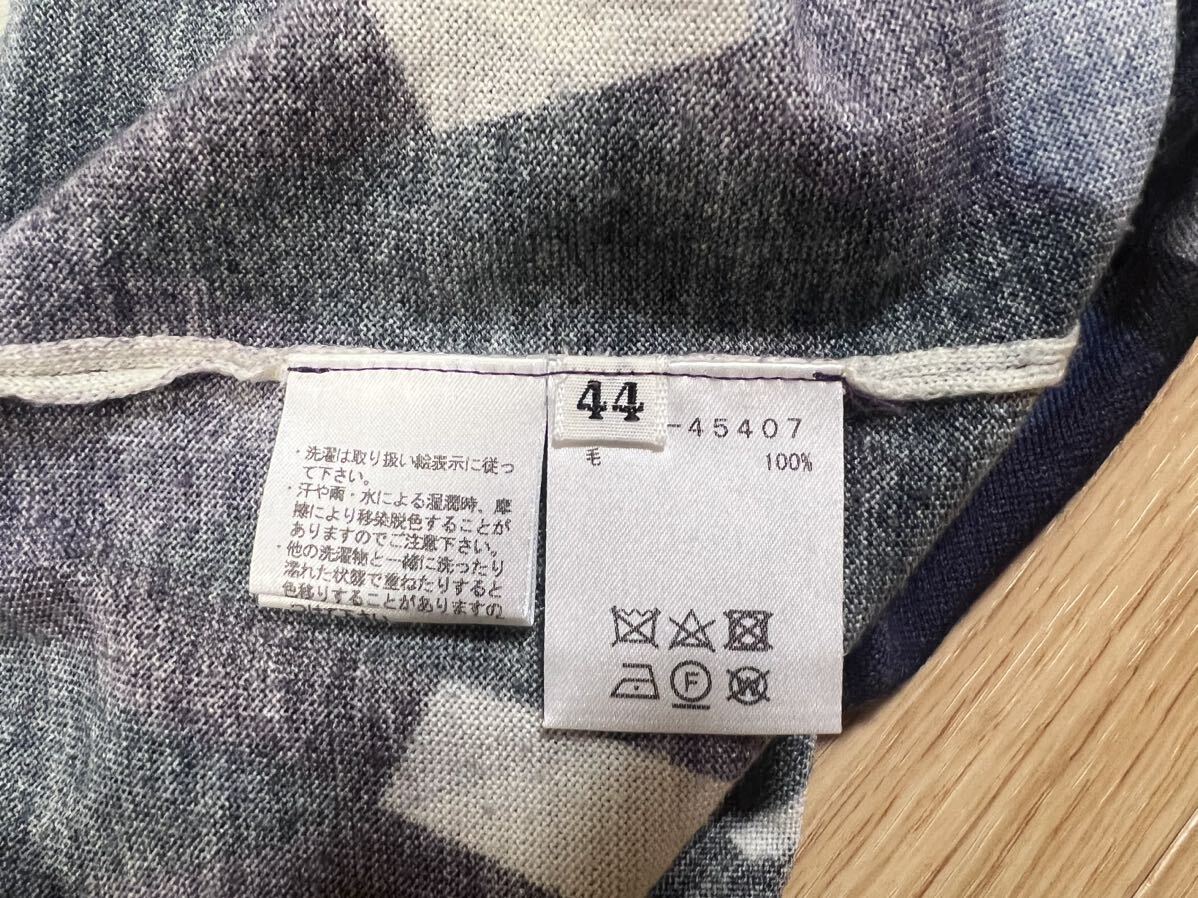 ・洗濯は取り扱い絵表示に従っ
て下さい。
・汗や雨・水による湿潤時、摩
擦により移染脱色することが
ありますのでご注意下さい。
・他の洗濯物と一緒に洗ったり
濡れた状態で重ねたりすると
色移りすることがありますの
44
-45407
毛 100%
F
W